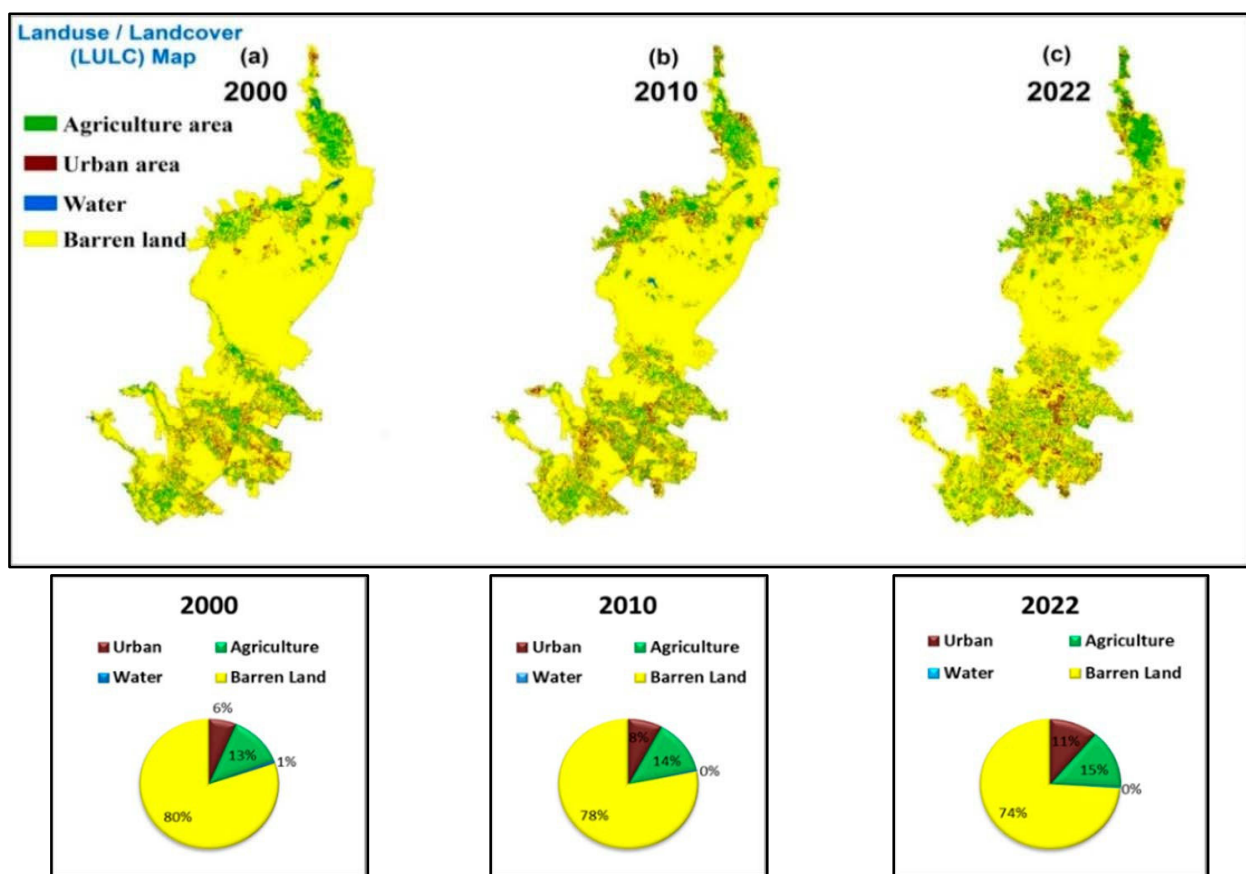 Landuse / Landcover
(LULC) Map
(a)
2000
(b)
2010
(c)
2022
Agriculture area
Urban area
Water
Barren land
2000
Urban Agriculture
Water Barren Land
6%
13%
1%
80%
2010
Urban Agriculture
Water Barren Land
8%
14%
0%
78%
2022
Urban Agriculture
Water Barren Land
11%
15%
0%
74%